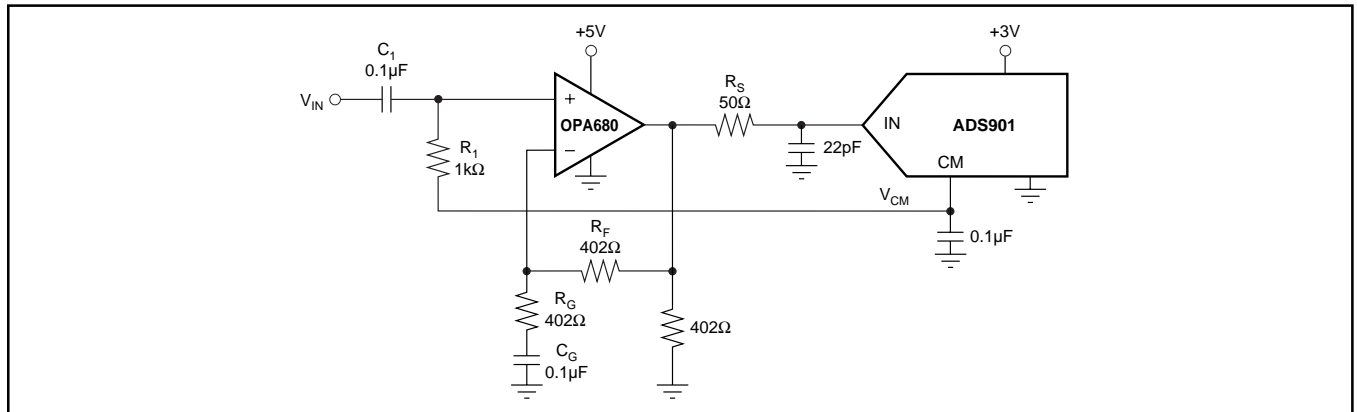 +5V
+3V
C1
0.1µF
VIN
+
OPA680
–
RS
50Ω
IN
ADS901
22pF
CM
R1
1kΩ
VCM
0.1µF
RF
402Ω
RG
402Ω
402Ω
CG
0.1µF